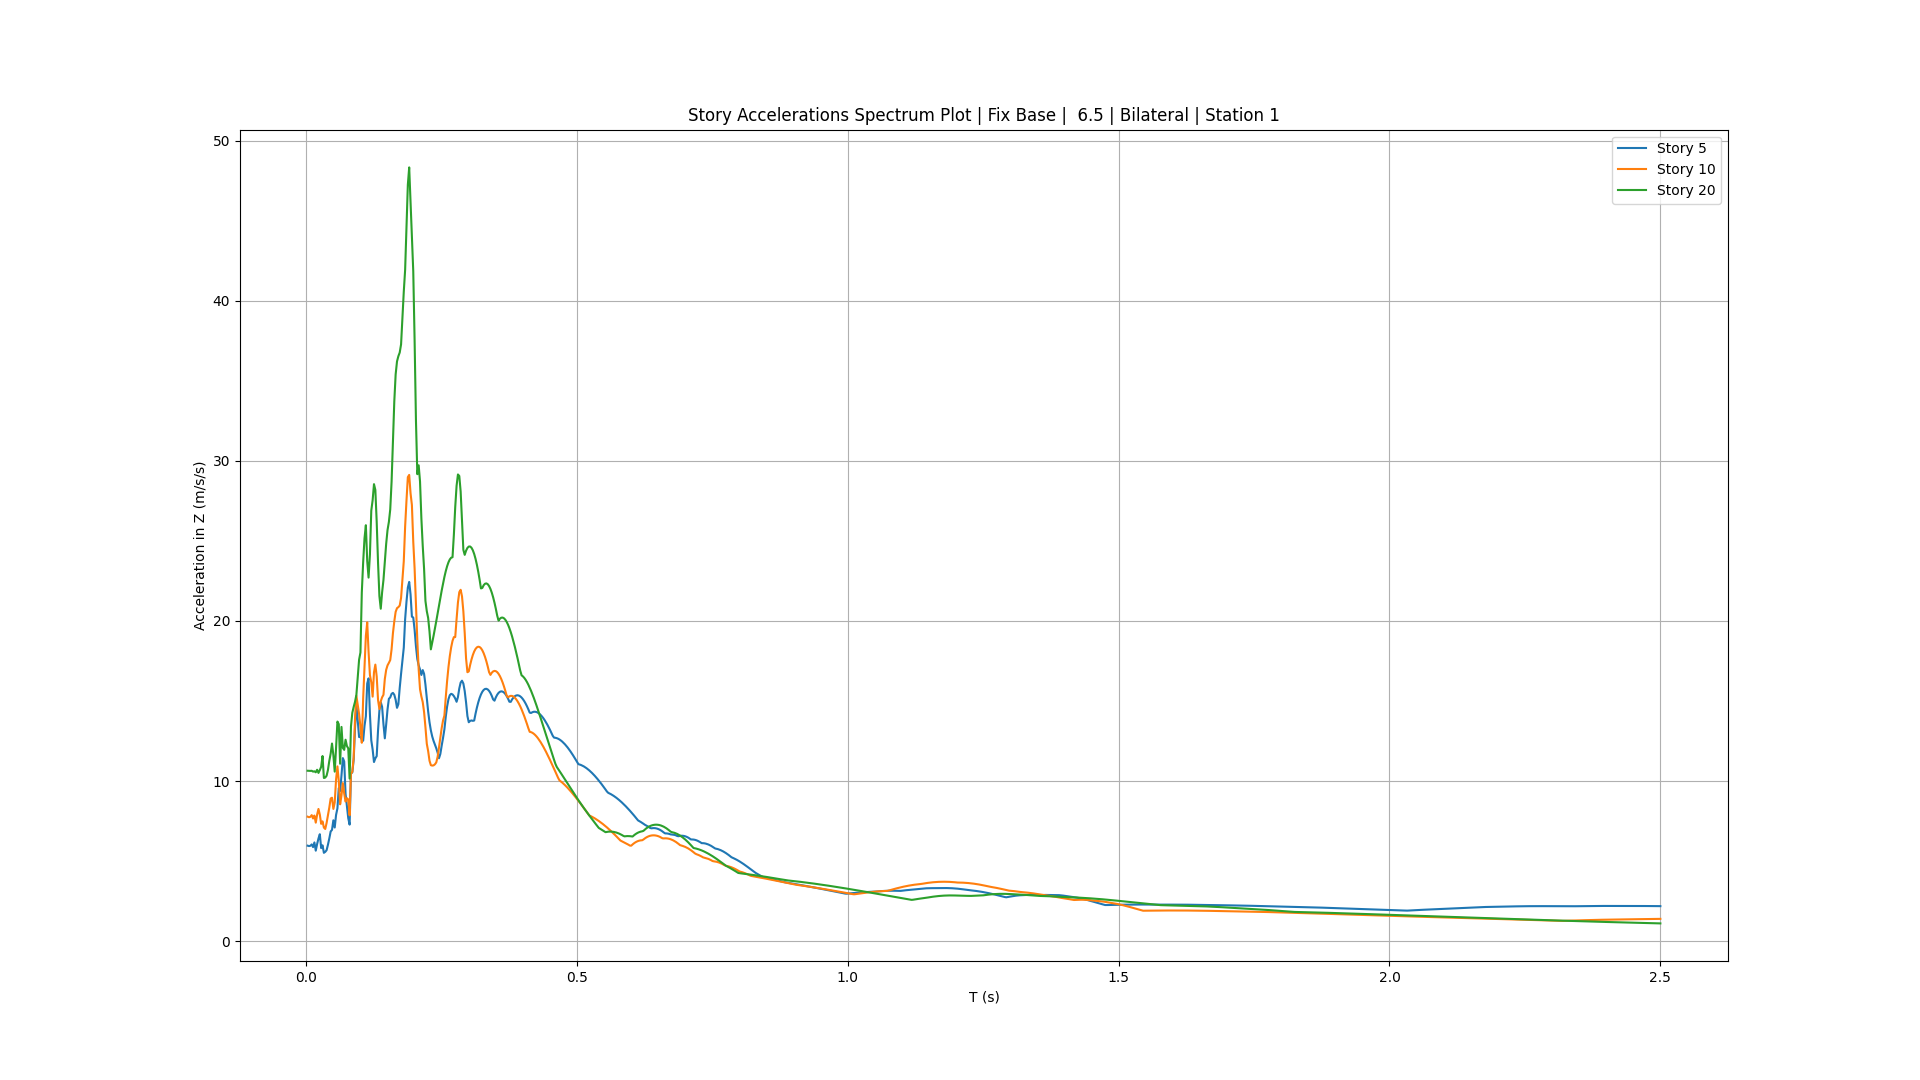 Story Accelerations Spectrum Plot | Fix Base |  6.5 | Bilateral | Station 1
Story 5
Story 10
Story 20
Acceleration in Z (m/s/s)
50
40
30
20
10
0
0.0 0.5 1.0 1.5 2.0 2.5
T (s)